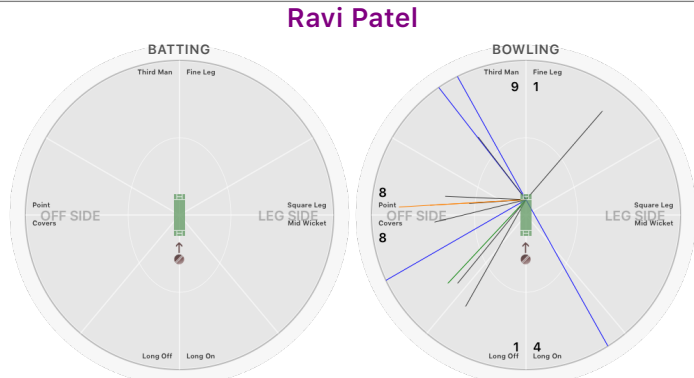 Ravi Patel
BATTING
Third Man Fine Leg
Point
OFF SIDE
Covers
Square Leg
LEG SIDE
Mid Wicket
Long Off Long On
BOWLING
Third Man Fine Leg
9 1
8
Point
OFF SIDE
Covers
8
Square Leg
LEG SIDE
Mid Wicket
1 4
Long Off Long On